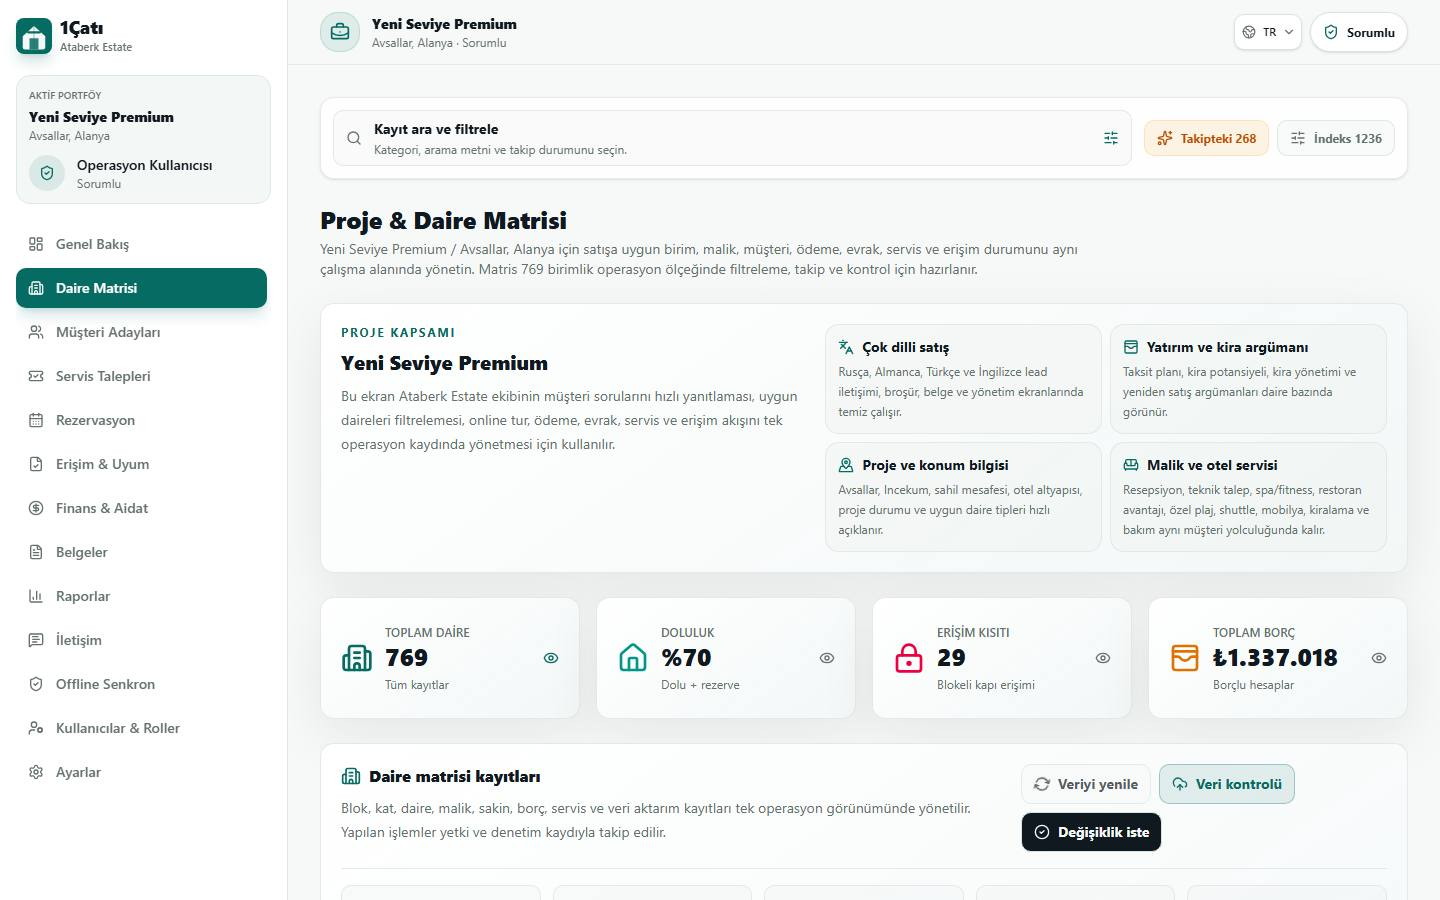 1Çatı
Ataberk Estate
AKTİF PORTFÖY
Yeni Seviye Premium
Avsallar, Alanya
Operasyon Kullanıcısı
Sorumlu
Genel Bakış
Daire Matrisi
Müşteri Adayları
Servis Talepleri
Rezervasyon
Erişim & Uyum
Finans & Aidat
Belgeler
Raporlar
İletişim
Offline Senkron
Kullanıcılar & Roller
Ayarlar
Yeni Seviye Premium
Avsallar, Alanya · Sorumlu
TR
Sorumlu
Kayıt ara ve filtrele
Kategori, arama metni ve takip durumunu seçin.
Takipteki 268
İndeks 1236
Proje & Daire Matrisi
Yeni Seviye Premium / Avsallar, Alanya için satışa uygun birim, malik, müşteri, ödeme, evrak, servis ve erişim durumunu aynı
çalışma alanında yönetin. Matris 769 birimlik operasyon ölçeğinde filtreleme, takip ve kontrol için hazırlanır.
PROJE KAPSAMI
Yeni Seviye Premium
Bu ekran Ataberk Estate ekibinin müşteri sorularını hızlı yanıtlaması, uygun
daireleri filtrelemesi, online tur, ödeme, evrak, servis ve erişim akışını tek
operasyon kaydında yönetmesi için kullanılır.
Çok dilli satış
Rusça, Almanca, Türkçe ve İngilizce lead
iletişimi, broşür, belge ve yönetim ekranlarında
temiz çalışır.
Yatırım ve kira argümanı
Taksit planı, kira potansiyeli, kira yönetimi ve
yeniden satış argümanları daire bazında
görünür.
Proje ve konum bilgisi
Avsallar, Incekum, sahil mesafesi, otel altyapısı,
proje durumu ve uygun daire tipleri hızlı
açıklanır.
Malik ve otel servisi
Resepsiyon, teknik talep, spa/fitness, restoran
avantajı, özel plaj, shuttle, mobilya, kiralama ve
bakım aynı müşteri yolculuğunda kalır.
TOPLAM DAİRE
769
Tüm kayıtlar
DOLULUK
%70
Dolu + rezerve
ERİŞİM KISITI
29
Blokeli kapı erişimi
TOPLAM BORÇ
₺1.337.018
Borçlu hesaplar
Daire matrisi kayıtları
Blok, kat, daire, malik, sakin, borç, servis ve veri aktarım kayıtları tek operasyon görünümünde yönetilir.
Yapılan işlemler yetki ve denetim kaydıyla takip edilir.
Veriyi yenile
Veri kontrolü
Değişiklik iste